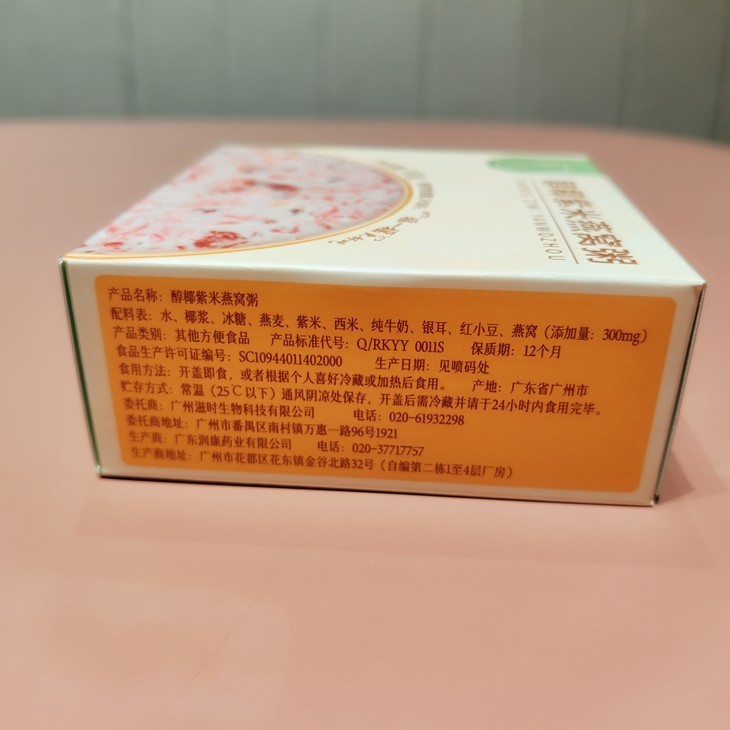 醇椰紫米燕窝粥
YANWOZHOU
产品名称：醇椰紫米燕窝粥
配料表：水、椰浆、冰糖、燕麦、紫米、西米、纯牛奶、银耳、红小豆、燕窝（添加量：300mg）
产品类别：其他方便食品 产品标准代号：Q/RKYY 0011S 保质期：12个月
食品生产许可证编号：SC10944011402000 生产日期：见喷码处
食用方法：开盖即食，或者根据个人喜好冷藏或加热后食用。 产地：广东省广州市
贮存方式：常温（25℃以下）通风阴凉处保存，开盖后需冷藏并请于24小时内食用完毕。
委托商：广州滋时生物科技有限公司 电话：020-61932298
委托商地址：广州市番禺区南村镇万惠一路96号1921
生产商：广东润康药业有限公司 电话：020-37717757
生产商地址：广州市花都区花东镇金谷北路32号（自编第二栋1至4层厂房）